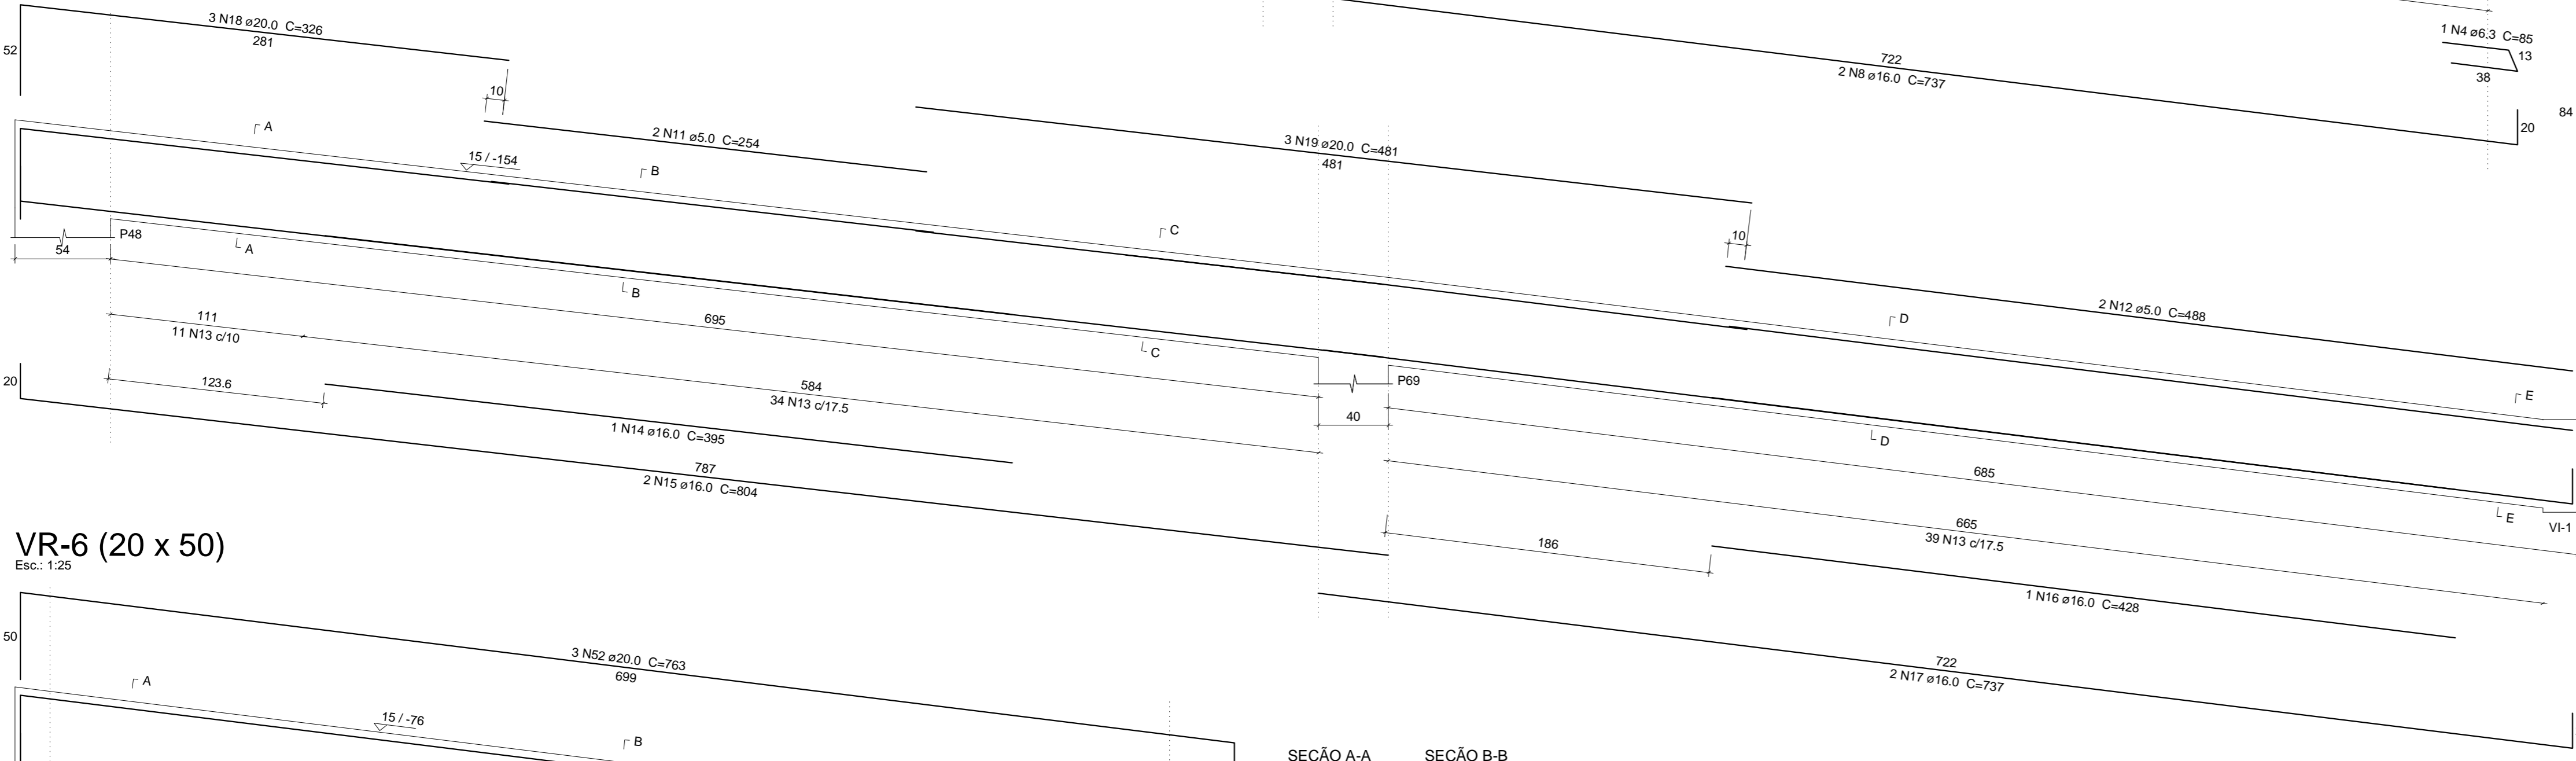 3 N18 ø20.0 C=326
281
52
722
2 N8 ø16.0 C=737
1 N4 ø6.3 C=85
13
38
84
20
10
A
2 N11 ø5.0 C=254
3 N19 ø20.0 C=481
481
15 / -154
B
C
10
P48
54
A
B
695
2 N12 ø5.0 C=488
D
111
11 N13 c/10
C
20
123.6
584
34 N13 c/17.5
P69
40
E
1 N14 ø16.0 C=395
787
2 N15 ø16.0 C=804
D
685
E
VI-1
665
39 N13 c/17.5
186
VR-6 (20 x 50)
Esc.: 1:25
1 N16 ø16.0 C=428
50
3 N52 ø20.0 C=763
699
722
2 N17 ø16.0 C=737
A
15 / -76
B
SEÇÃO A-A
SEÇÃO B-B